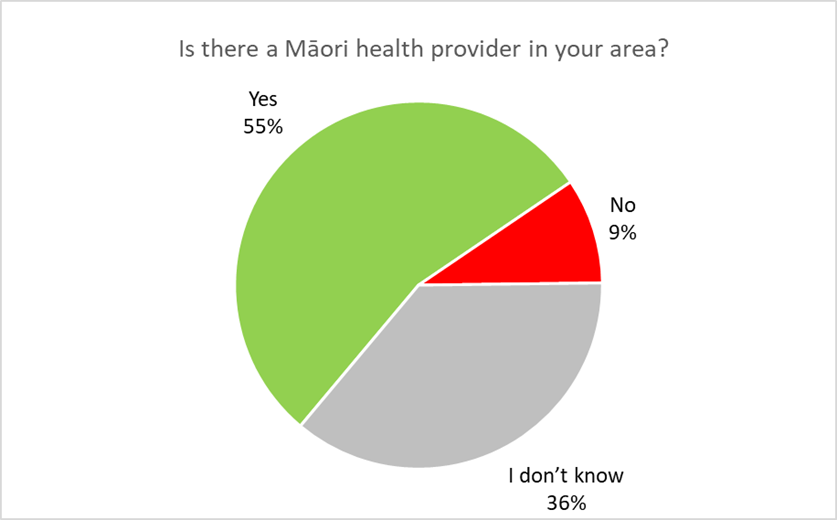 Is there a Māori health provider in your area?
Yes
55%
No
9%
I don’t know
36%